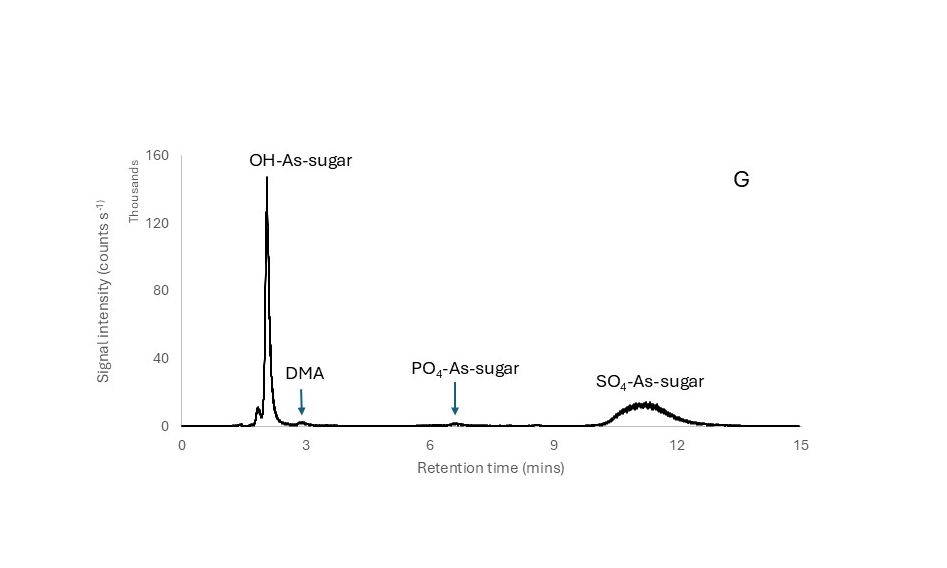 160
OH-As-sugar
G
Thousands
120
Signal intensity (counts s⁻¹)
80
40
DMA
PO₄-As-sugar
SO₄-As-sugar
0
0 3 6 9 12 15
Retention time (mins)